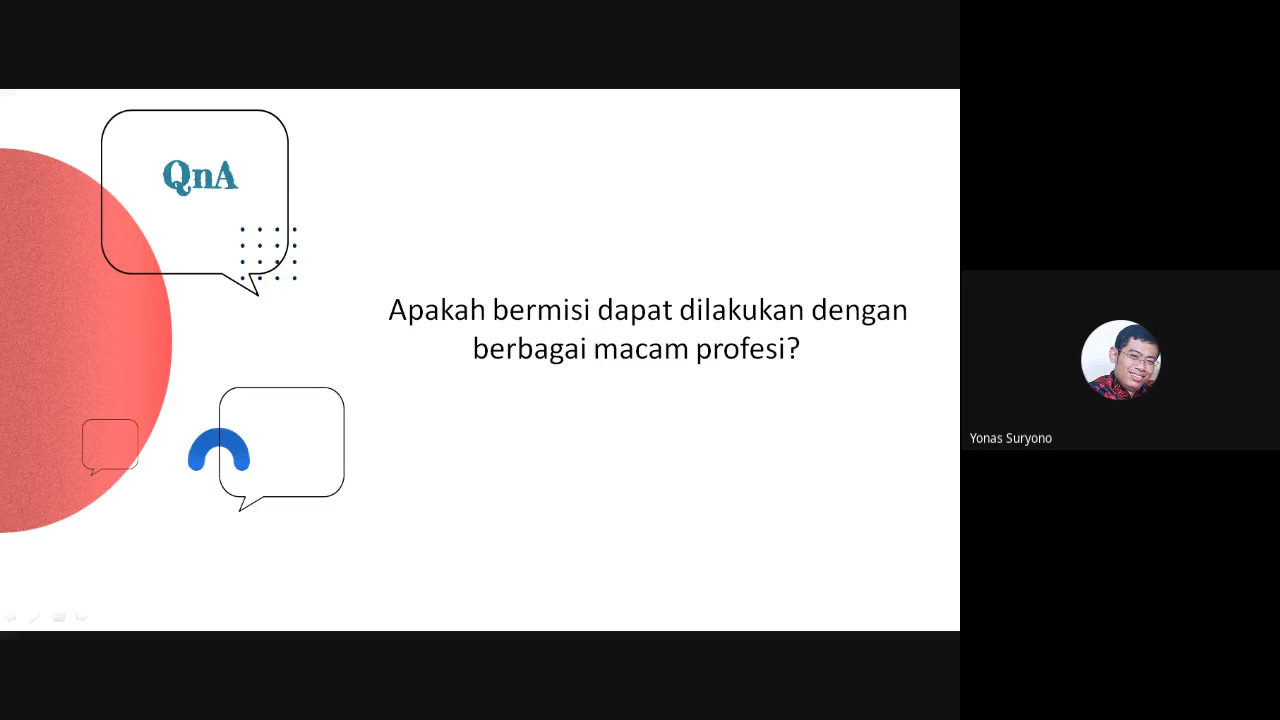 QnA
Apakah bermisi dapat dilakukan dengan
berbagai macam profesi?
Yonas Suryono